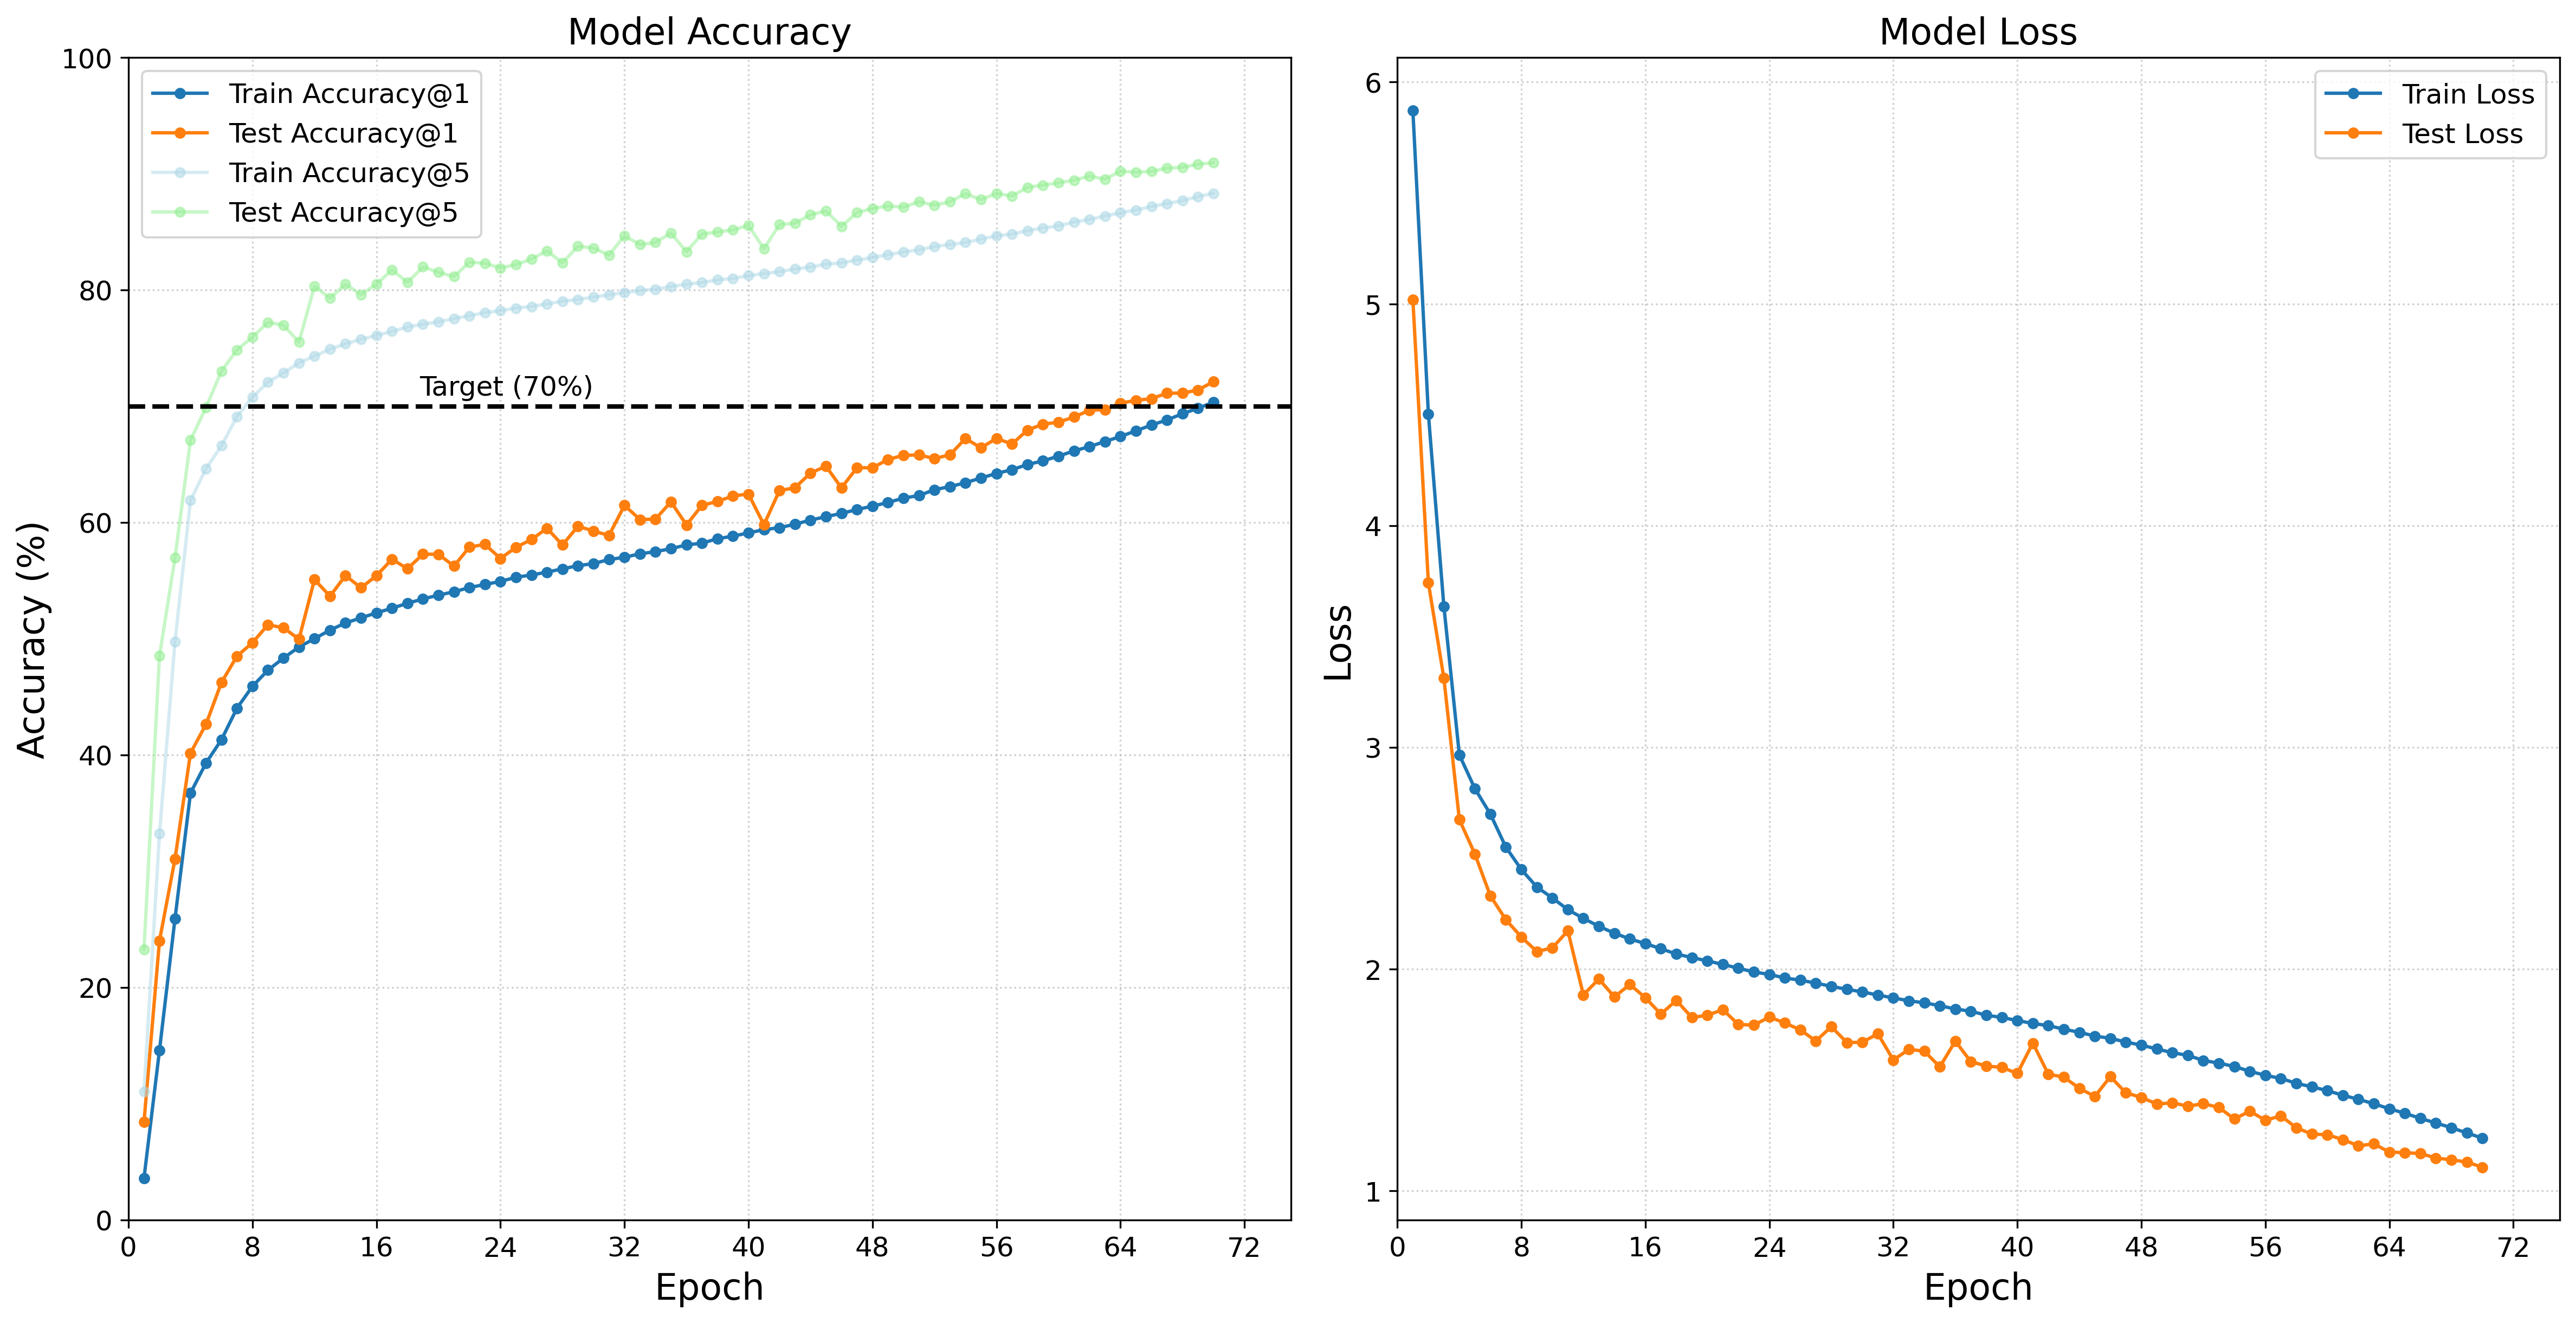 Model Accuracy
Train Accuracy@1
Test Accuracy@1
Train Accuracy@5
Test Accuracy@5
Target (70%)
Accuracy (%)
100
80
60
40
20
0
0 8 16 24 32 40 48 56 64 72
Epoch
Model Loss
Train Loss
Test Loss
Loss
6
5
4
3
2
1
0 8 16 24 32 40 48 56 64 72
Epoch